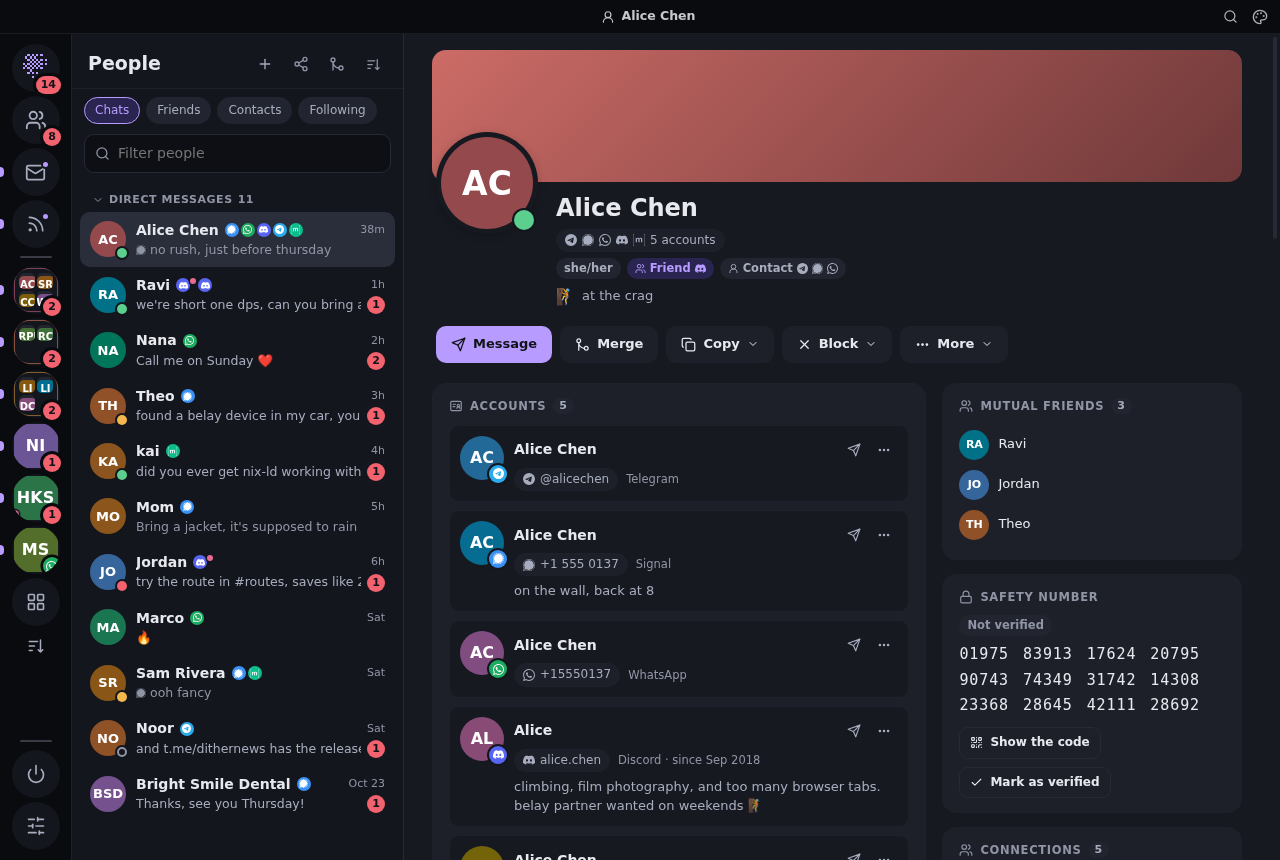 Alice Chen
14
8
2
2
2
1
1
AC SR
CC
RP RC
LI LI
DC
NI
HKS
MS
People
Chats Friends Contacts Following
Filter people
DIRECT MESSAGES 11
AC Alice Chen 38m
no rush, just before thursday
RA Ravi 1h
we're short one dps, can you bring 1
NA Nana 2h
Call me on Sunday ❤️ 2
TH Theo 3h
found a belay device in my car, you 1
KA kai 4h
did you ever get nix-ld working with 1
MO Mom 5h
Bring a jacket, it's supposed to rain
JO Jordan 6h
try the route in #routes, saves like 1
MA Marco Sat
🔥
SR Sam Rivera Sat
ooh fancy
NO Noor Sat
and t.me/dithernews has the release 1
BSD Bright Smile Dental Oct 23
Thanks, see you Thursday! 1
AC
Alice Chen
5 accounts
she/her Friend Contact
🧗 at the crag
Message Merge Copy Block More
ACCOUNTS 5
AC Alice Chen
@alicechen Telegram
AC Alice Chen
+1 555 0137 Signal
on the wall, back at 8
AC Alice Chen
+15550137 WhatsApp
AL Alice
alice.chen Discord · since Sep 2018
climbing, film photography, and too many browser tabs.
belay partner wanted on weekends 🧗
Alice Chen
MUTUAL FRIENDS 3
RA Ravi
JO Jordan
TH Theo
SAFETY NUMBER
Not verified
01975 83913 17624 20795
90743 74349 31742 14308
23368 28645 42111 28692
Show the code
Mark as verified
CONNECTIONS 5